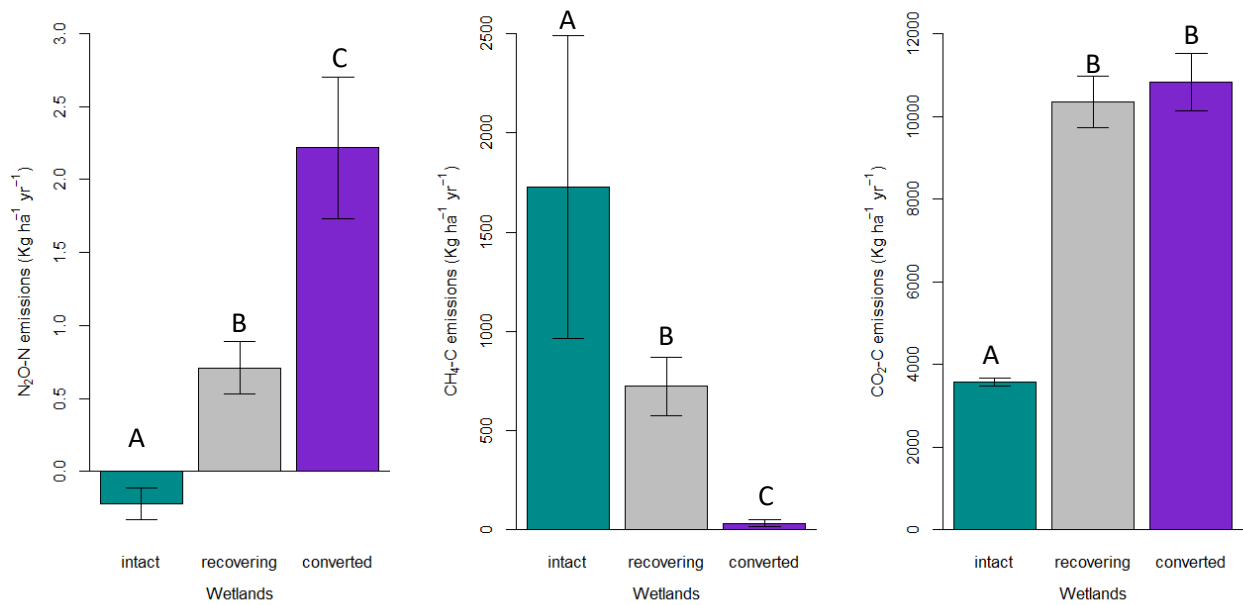 N₂O-N emissions (Kg ha⁻¹ yr⁻¹)
3.0
2.5
2.0
1.5
1.0
0.5
0.0
A
B
C
intact recovering converted
Wetlands
CH₄-C emissions (Kg ha⁻¹ yr⁻¹)
2500
2000
1500
1000
500
0
A
B
C
intact recovering converted
Wetlands
CO₂-C emissions (Kg ha⁻¹ yr⁻¹)
12000
10000
8000
6000
4000
2000
0
A
B
B
intact recovering converted
Wetlands